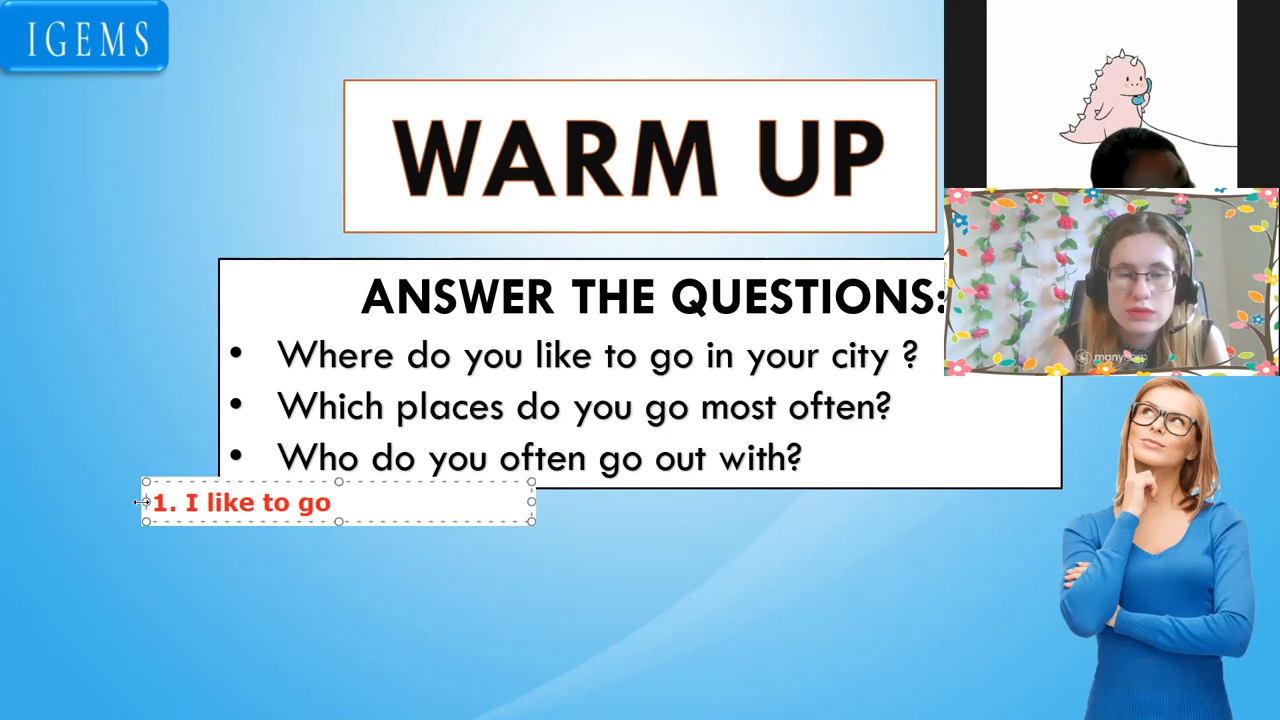 IGEMS
WARM UP
ANSWER THE QUESTIONS:
• Where do you like to go in your city ?
• Which places do you go most often?
• Who do you often go out with?
1. I like to go
manycam